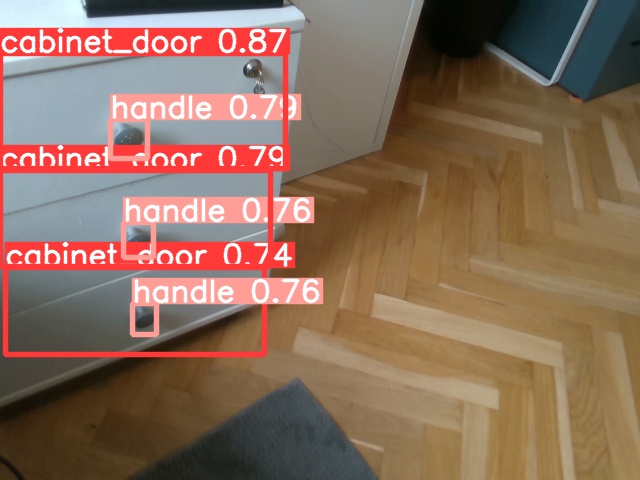 cabinet_door 0.87
handle 0.79
cabinet_door 0.79
handle 0.76
cabinet_door 0.74
handle 0.76